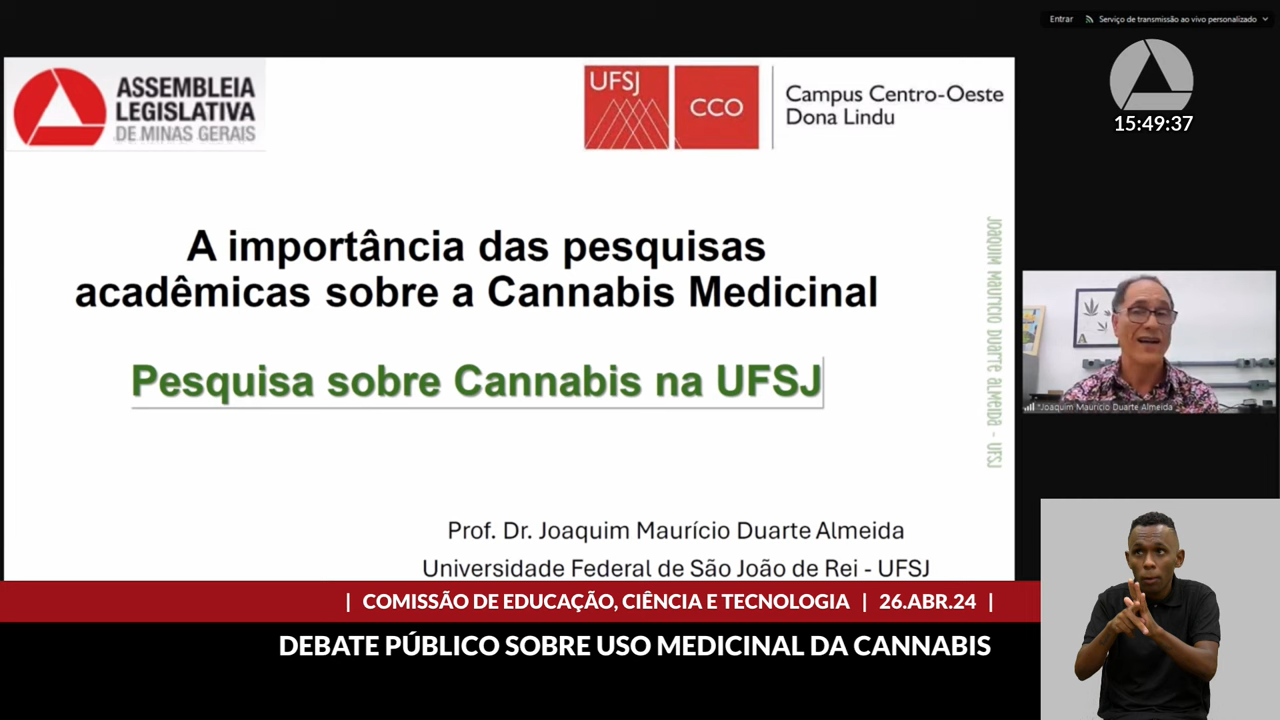 Entrar
Serviço de transmissão ao vivo personalizado
15:49:37
ASSEMBLEIA
LEGISLATIVA
DE MINAS GERAIS
UFSJ
CCO
Campus Centro-Oeste
Dona Lindu
A importância das pesquisas
acadêmicas sobre a Cannabis Medicinal
Pesquisa sobre Cannabis na UFSJ
JOAQUIM MAURÍCIO DUARTE ALMEIDA - UFSJ
Joaquim Maurício Duarte Almeida
Prof. Dr. Joaquim Maurício Duarte Almeida
Universidade Federal de São João de Rei - UFSJ
| COMISSÃO DE EDUCAÇÃO, CIÊNCIA E TECNOLOGIA | 26.ABR.24 |
DEBATE PÚBLICO SOBRE USO MEDICINAL DA CANNABIS